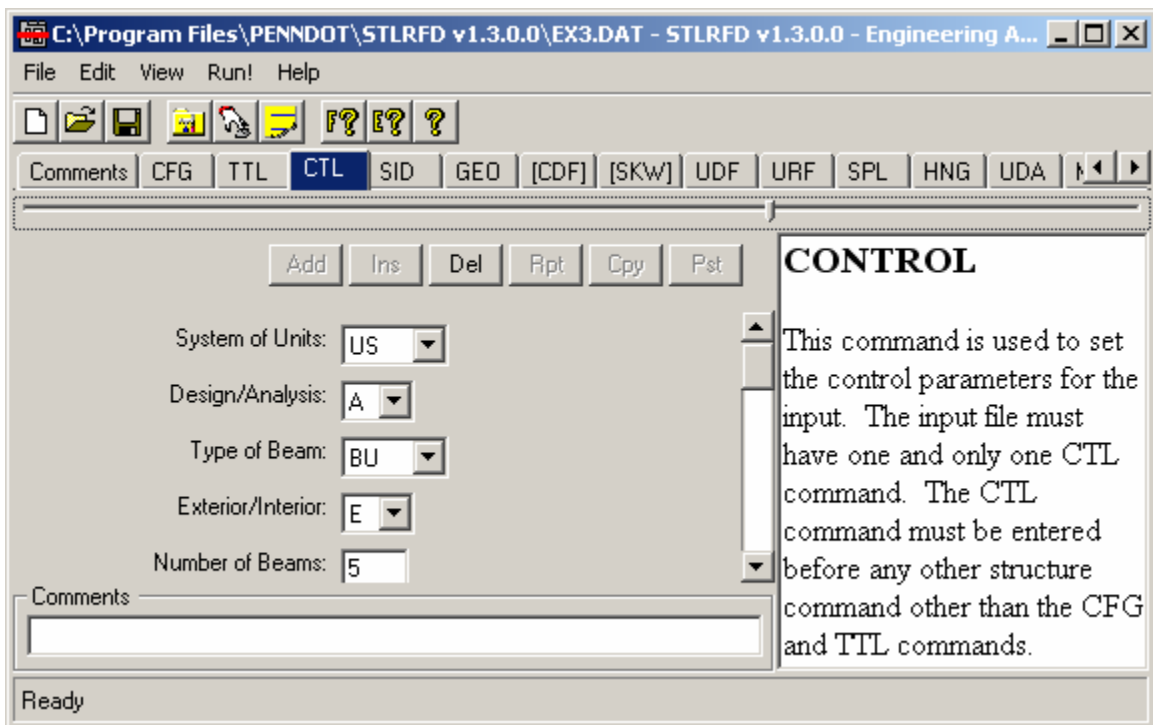 C:\Program Files\PENNDOT\STLRFD v1.3.0.0\EX3.DAT - STLRFD v1.3.0.0 - Engineering A...
File Edit View Run! Help
F? E? ?
Comments CFG TTL CTL SID GEO [CDF] [SKW] UDF URF SPL HNG UDA
Add Ins Del Rpt Cpy Pst
System of Units: US
Design/Analysis: A
Type of Beam: BU
Exterior/Interior: E
Number of Beams: 5
Comments
CONTROL
This command is used to set
the control parameters for the
input. The input file must
have one and only one CTL
command. The CTL
command must be entered
before any other structure
command other than the CFG
and TTL commands.
Ready